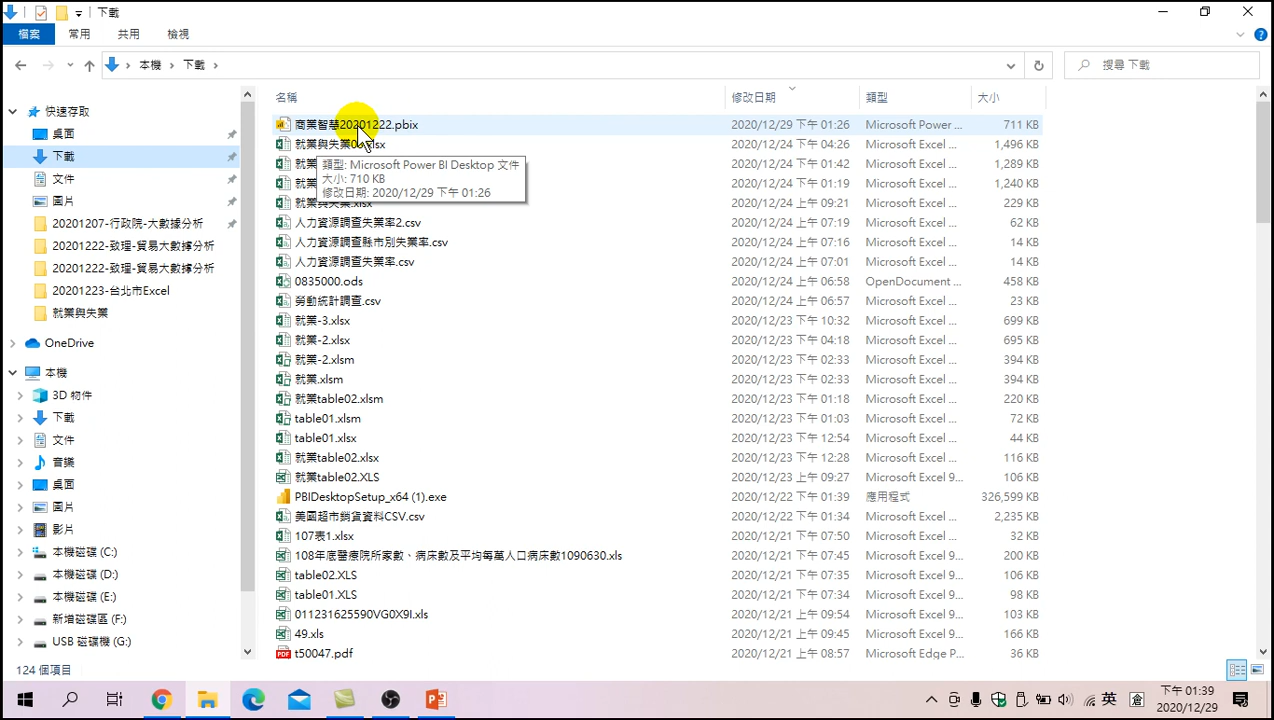 下載
檔案 常用 共用 檢視
本機 下載
搜尋 下載
名稱 修改日期 類型 大小
快速存取
桌面
下載
文件
圖片
20201207-行政院-大數據分析
20201222-致理-貿易大數據分析
20201222-致理-貿易大數據分析
20201223-台北市Excel
就業與失業
OneDrive
本機
3D 物件
下載
文件
音樂
桌面
圖片
影片
本機磁碟 (C:)
本機磁碟 (D:)
本機磁碟 (E:)
新增磁碟區 (F:)
USB 磁碟機 (G:)
商業智慧20201222.pbix 2020/12/29 下午 01:26 Microsoft Power ... 711 KB
2020/12/24 下午 04:26 Microsoft Excel ... 1,496 KB
類型: Microsoft Power BI Desktop 文件
大小: 710 KB
修改日期: 2020/12/29 下午 01:26
就業 2020/12/24 下午 01:42 Microsoft Excel ... 1,289 KB
就業 2020/12/24 下午 01:19 Microsoft Excel ... 1,240 KB
就業與失業.xlsx 2020/12/24 上午 09:21 Microsoft Excel ... 229 KB
人力資源調查失業率2.csv 2020/12/24 上午 07:19 Microsoft Excel ... 62 KB
人力資源調查縣市別失業率.csv 2020/12/24 上午 07:16 Microsoft Excel ... 14 KB
人力資源調查失業率.csv 2020/12/24 上午 07:01 Microsoft Excel ... 14 KB
0835000.ods 2020/12/24 上午 06:58 OpenDocument ... 458 KB
勞動統計調查.csv 2020/12/24 上午 06:57 Microsoft Excel ... 23 KB
就業-3.xlsx 2020/12/23 下午 10:32 Microsoft Excel ... 699 KB
就業-2.xlsx 2020/12/23 下午 04:18 Microsoft Excel ... 695 KB
就業-2.xlsm 2020/12/23 下午 02:33 Microsoft Excel ... 394 KB
就業.xlsm 2020/12/23 下午 02:33 Microsoft Excel ... 394 KB
就業table02.xlsm 2020/12/23 下午 01:18 Microsoft Excel ... 220 KB
table01.xlsm 2020/12/23 下午 01:03 Microsoft Excel ... 72 KB
table01.xlsx 2020/12/23 下午 12:54 Microsoft Excel ... 44 KB
就業table02.xlsx 2020/12/23 下午 12:28 Microsoft Excel ... 116 KB
就業table02.XLS 2020/12/23 上午 09:27 Microsoft Excel 9... 106 KB
PBIDesktopSetup_x64 (1).exe 2020/12/22 下午 01:39 應用程式 326,599 KB
美國超市銷貨資料CSV.csv 2020/12/22 下午 01:34 Microsoft Excel ... 2,235 KB
107表1.xlsx 2020/12/21 下午 07:50 Microsoft Excel ... 32 KB
108年底醫療院所家數、病床數及平均每萬人口病床數1090630.xls 2020/12/21 下午 07:45 Microsoft Excel 9... 200 KB
table02.XLS 2020/12/21 下午 07:35 Microsoft Excel 9... 106 KB
table01.XLS 2020/12/21 下午 07:34 Microsoft Excel 9... 98 KB
011231625590VG0X9I.xls 2020/12/21 上午 09:54 Microsoft Excel 9... 103 KB
49.xls 2020/12/21 上午 09:45 Microsoft Excel 9... 166 KB
t50047.pdf 2020/12/21 上午 08:57 Microsoft Edge P... 36 KB
124 個項目
英 倉 下午 01:39
2020/12/29